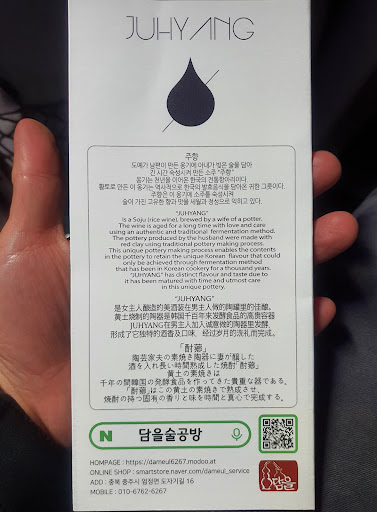 JUHYANG
주향
도예가 남편이 만든 옹기에 아내가 빚은 술을 담아
긴 시간 숙성시켜 만든 소주 "주향"
옹기는 천년을 이어온 한국의 전통항아리이다.
황토로 만든 이 옹기는 역사적으로 한국의 발효음식을 담아온 귀한 그릇이다.
주향은 이 옹기에 소주를 숙성시켜
술이 가진 고유한 향과 맛을 세월과 정성으로 익히고 있다.
"JUHYANG"
Is a Soju (rice wine), brewed by a wife of a potter.
The wine is aged for a long time with love and care
using an authentic and traditional fermentation method.
The pottery produced by the husband were made with
red clay using traditional pottery making process.
This unique pottery making process enables the contents
in the pottery to retain the unique Korean flavour that could
only be achieved through fermentation method
that has been in Korean cookery for a thousand years.
"JUHYANG" has distinct flavour and taste due to
it has been matured with time and utmost care
in this unique pottery.
"JUHYANG"
是女主人酿造的美酒装在男主人做的陶罐里的佳酿。
黄土烧制的陶器是韩国千百年来发酵食品的高贵容器
JUHYANG在男主人加入诚意做的陶器里发酵,
形成了它独特的酒香及口味，经过岁月的洗礼而完成。
「酎薌」
陶芸家夫の素焼き陶器に妻が醸した
酒を入れ長い時間熟成した焼酎「酎薌」
黄土の素焼きは
千年の間韓国の発酵食品を作ってきた貴重な器である。
「酎薌」はこの黄土の素焼きで熟成させ、
焼酎の持つ固有の香りと味を時間と真心で完成する。
N 담을술공방
HOMPAGE : https://dameul6267.modoo.at
ONLINE SHOP : smartstore.naver.com/dameul_service
ADD : 충북 충주시 엄정면 도자기길 16
MOBILE : 010-6762-6267
담을